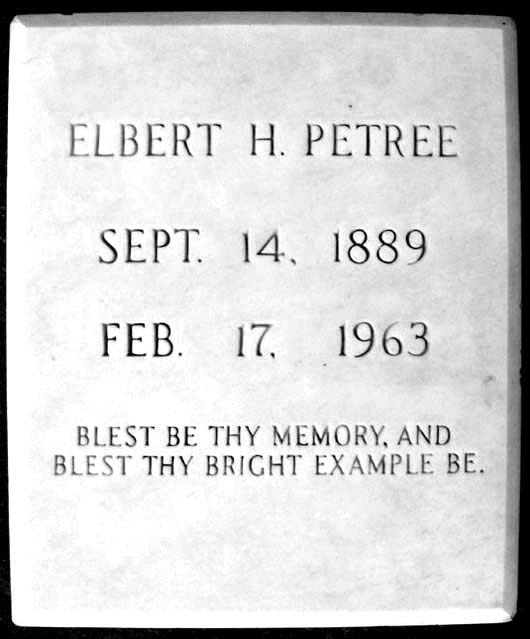 ELBERT H. PETREE
SEPT. 14, 1889
FEB. 17, 1963
BLEST BE THY MEMORY, AND
BLEST THY BRIGHT EXAMPLE BE.